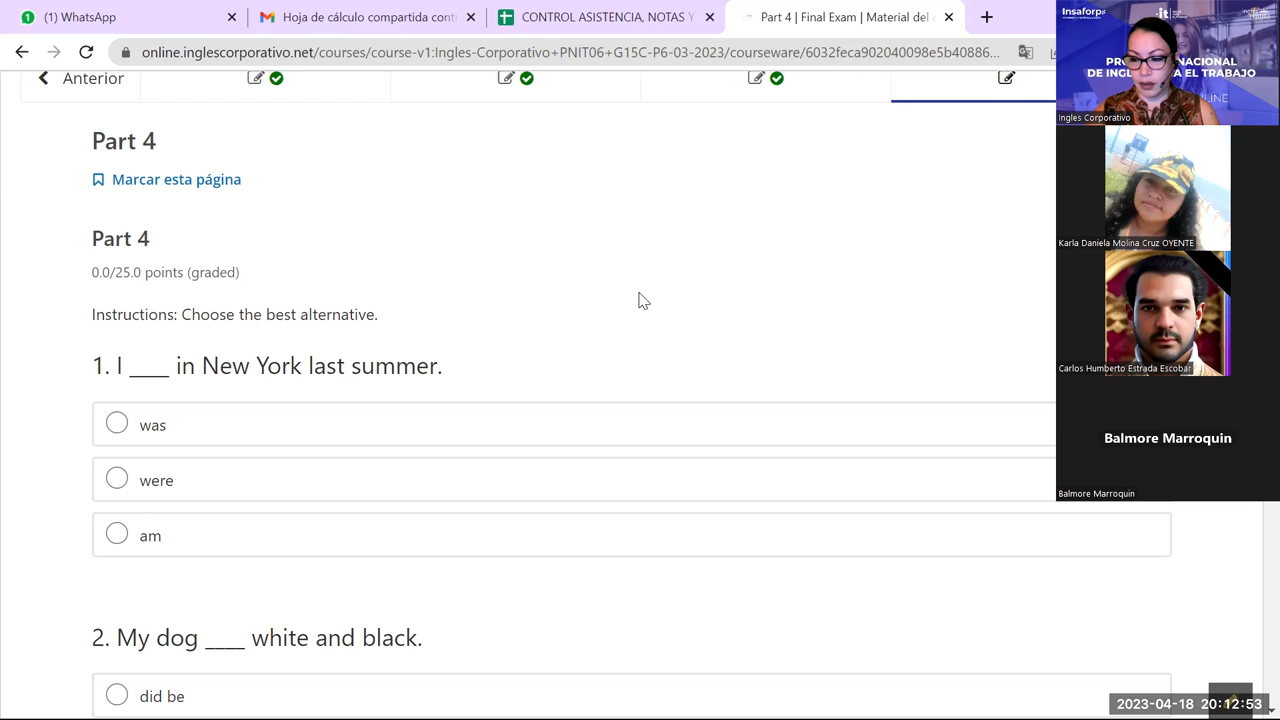 (1) WhatsApp
Hoja de cálculo
partida con
CONTROL ASISTENCIA
Part 4 | Final Exam | Material del c
online.inglescorporativo.net/courses/course-v1:Ingles-corporativo+
+G15C-P6-03-2023/courseware/6032feca902040098e5b40886...
Anterior
Part 4
Marcar esta página
Part 4
0.0/25.0 points (graded)
Instructions: Choose the best alternative.
1. I ____ in New York last summer.
was
were
am
2. My dog ____ white and black.
did be
Insaforp
Ingles Corporativo
Karla Daniela Molina Cruz OYENTE
Carlos Humberto Estrada Escobar
Balmore Marroquin
Balmore Marroquin
2023-04-18 20:12:53